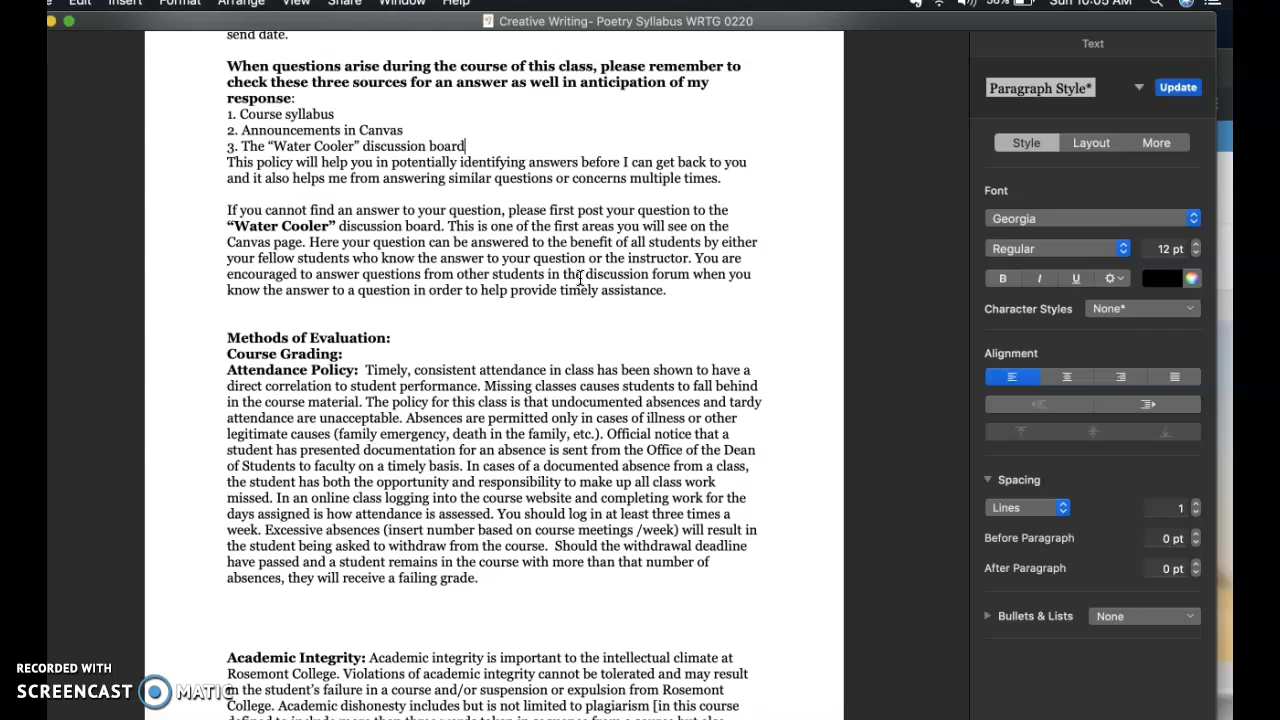 Edit Insert Format Arrange View Share Window Help
Sun 10:05 AM
Creative Writing- Poetry Syllabus WRTG 0220
send date.
When questions arise during the course of this class, please remember to
check these three sources for an answer as well in anticipation of my
response:
1. Course syllabus
2. Announcements in Canvas
3. The “Water Cooler” discussion board
This policy will help you in potentially identifying answers before I can get back to you
and it also helps me from answering similar questions or concerns multiple times.
If you cannot find an answer to your question, please first post your question to the
“Water Cooler” discussion board. This is one of the first areas you will see on the
Canvas page. Here your question can be answered to the benefit of all students by either
your fellow students who know the answer to your question or the instructor. You are
encouraged to answer questions from other students in the discussion forum when you
know the answer to a question in order to help provide timely assistance.
Methods of Evaluation:
Course Grading:
Attendance Policy: Timely, consistent attendance in class has been shown to have a
direct correlation to student performance. Missing classes causes students to fall behind
in the course material. The policy for this class is that undocumented absences and tardy
attendance are unacceptable. Absences are permitted only in cases of illness or other
legitimate causes (family emergency, death in the family, etc.). Official notice that a
student has presented documentation for an absence is sent from the Office of the Dean
of Students to faculty on a timely basis. In cases of a documented absence from a class,
the student has both the opportunity and responsibility to make up all class work
missed. In an online class logging into the course website and completing work for the
days assigned is how attendance is assessed. You should log in at least three times a
week. Excessive absences (insert number based on course meetings /week) will result in
the student being asked to withdraw from the course. Should the withdrawal deadline
have passed and a student remains in the course with more than that number of
absences, they will receive a failing grade.
Academic Integrity: Academic integrity is important to the intellectual climate at
Rosemont College. Violations of academic integrity cannot be tolerated and may result
in the student’s failure in a course and/or suspension or expulsion from Rosemont
College. Academic dishonesty includes but is not limited to plagiarism [in this course
defined to include more than three words taken in sequence from a course but also
Text
Paragraph Style*
Update
Style Layout More
Font
Georgia
Regular 12 pt
B I U
Character Styles None*
Alignment
Spacing
Lines 1
Before Paragraph 0 pt
After Paragraph 0 pt
Bullets & Lists None
RECORDED WITH
SCREENCAST MATIC